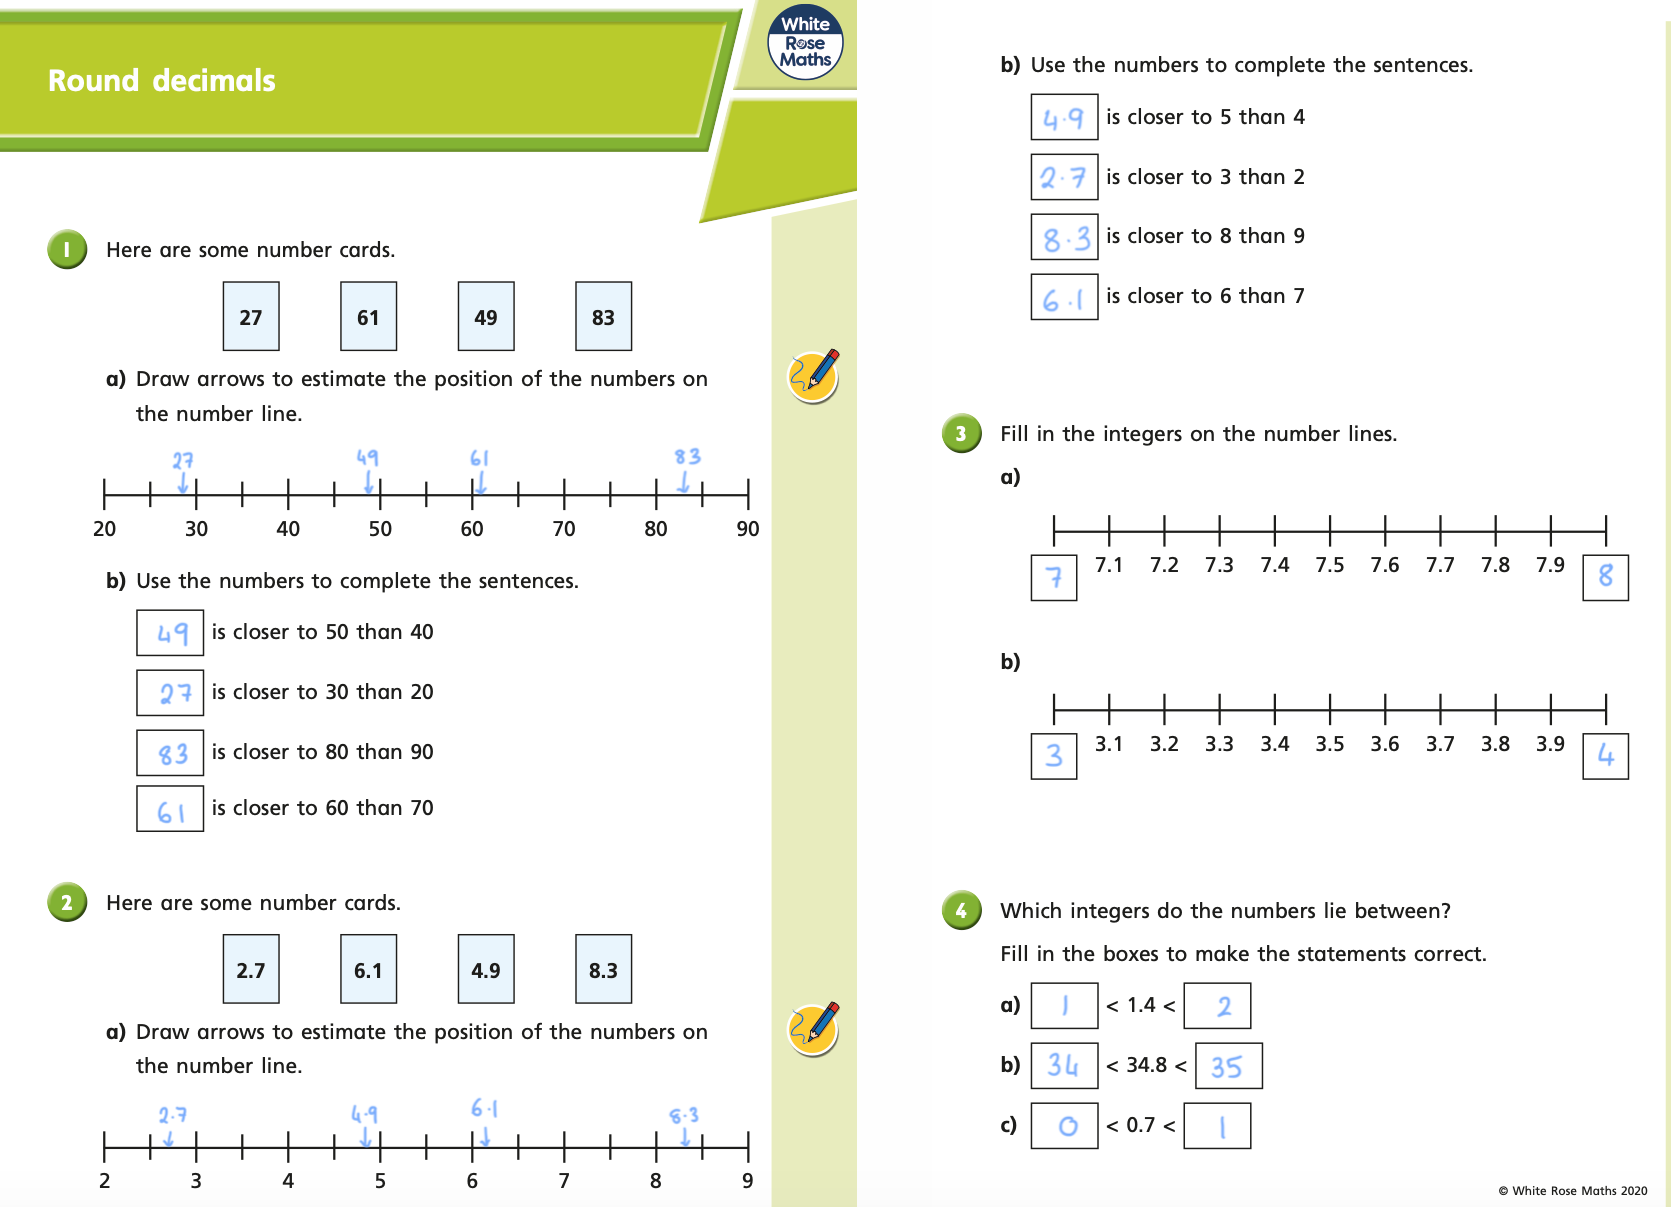 Round decimals
White
Rose
Maths
1 Here are some number cards.
27 61 49 83
a) Draw arrows to estimate the position of the numbers on
the number line.
27 49 61 83
20 30 40 50 60 70 80 90
b) Use the numbers to complete the sentences.
49 is closer to 50 than 40
27 is closer to 30 than 20
83 is closer to 80 than 90
61 is closer to 60 than 70
2 Here are some number cards.
2.7 6.1 4.9 8.3
a) Draw arrows to estimate the position of the numbers on
the number line.
2.7 4.9 6.1 8.3
2 3 4 5 6 7 8 9
b) Use the numbers to complete the sentences.
4.9 is closer to 5 than 4
2.7 is closer to 3 than 2
8.3 is closer to 8 than 9
6.1 is closer to 6 than 7
3 Fill in the integers on the number lines.
a)
7 7.1 7.2 7.3 7.4 7.5 7.6 7.7 7.8 7.9 8
b)
3 3.1 3.2 3.3 3.4 3.5 3.6 3.7 3.8 3.9 4
4 Which integers do the numbers lie between?
Fill in the boxes to make the statements correct.
a) 1 < 1.4 < 2
b) 34 < 34.8 < 35
c) 0 < 0.7 < 1
© White Rose Maths 2020